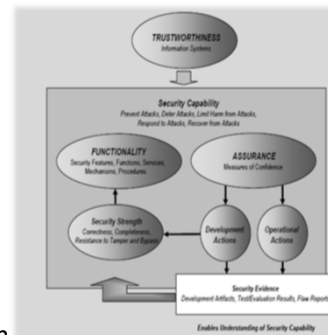 TRUSTWORTHINESS
Information Systems
Security Capability
Prevent Attacks, Deter Attacks, Limit Harm from Attacks,
Respond to Attacks, Recover from Attacks
FUNCTIONALITY
Security Features, Functions, Services,
Mechanisms, Procedures
ASSURANCE
Measures of Confidence
Security Strength
Correctness, Completeness,
Resistance to Tamper and Bypass
Development
Actions
Operational
Actions
Security Evidence
Development Artifacts, Test/Evaluation Results, Flaw Reports
Enables Understanding of Security Capability